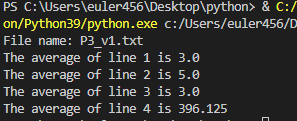 PS C:\Users\euler456\Desktop\python> & C:/
on/Python39/python.exe c:/Users/euler456/D
File name: P3_v1.txt
The average of line 1 is 3.0
The average of line 2 is 5.0
The average of line 3 is 3.0
The average of line 4 is 396.125